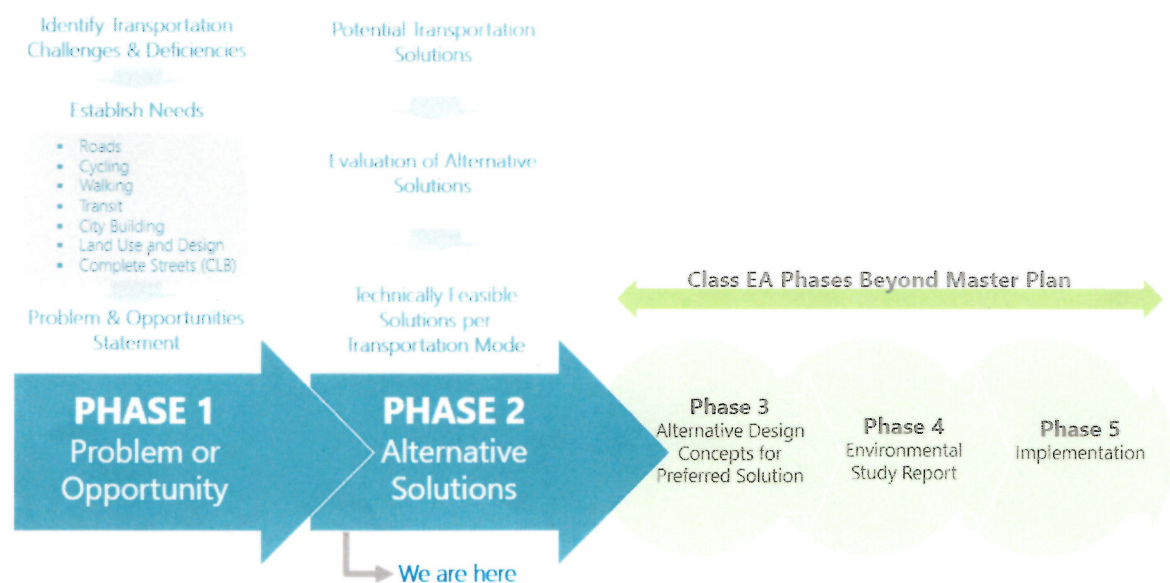 Identify Transportation
Challenges & Deficiencies
Establish Needs
▪ Roads
▪ Cycling
▪ Walking
▪ Transit
▪ City Building
▪ Land Use and Design
▪ Complete Streets (CLB)
Problem & Opportunities
Statement
PHASE 1
Problem or
Opportunity
Potential Transportation
Solutions
Evaluation of Alternative
Solutions
Technically Feasible
Solutions per
Transportation Mode
PHASE 2
Alternative
Solutions
We are here
Class EA Phases Beyond Master Plan
Phase 3
Alternative Design
Concepts for
Preferred Solution
Phase 4
Environmental
Study Report
Phase 5
Implementation